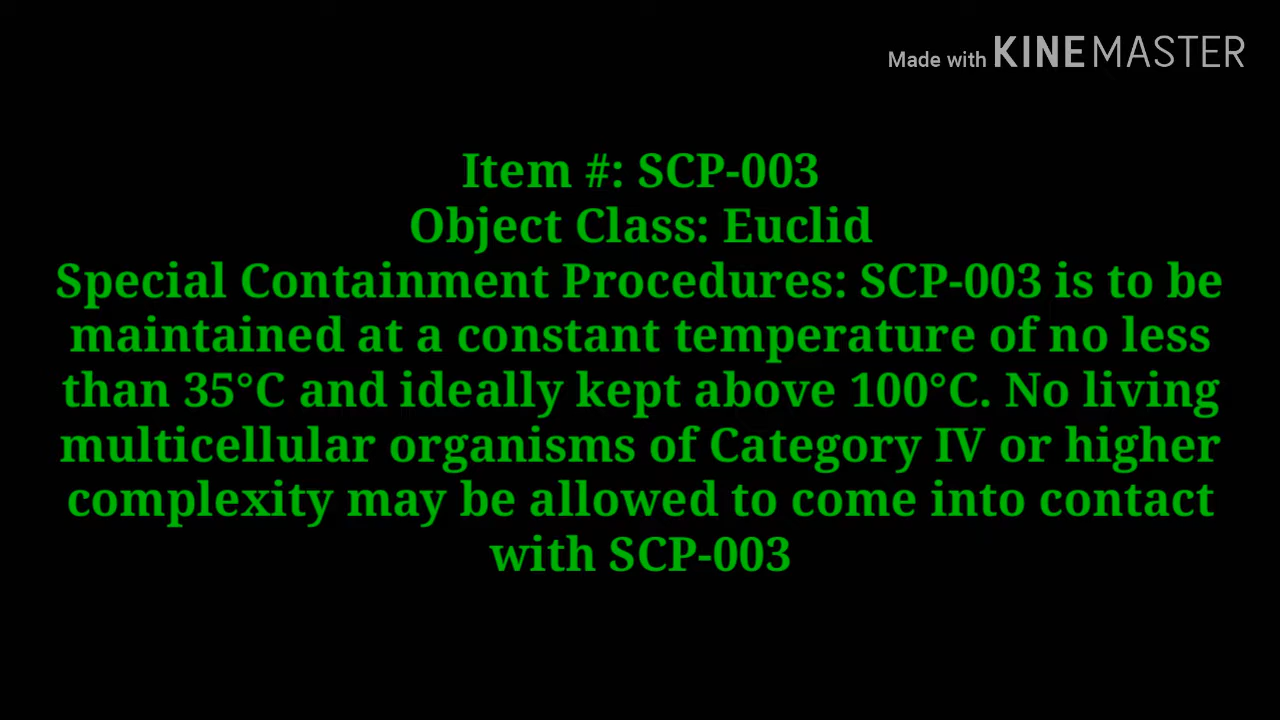 Made with KINEMASTER
Item #: SCP-003
Object Class: Euclid
Special Containment Procedures: SCP-003 is to be
maintained at a constant temperature of no less
than 35°C and ideally kept above 100°C. No living
multicellular organisms of Category IV or higher
complexity may be allowed to come into contact
with SCP-003